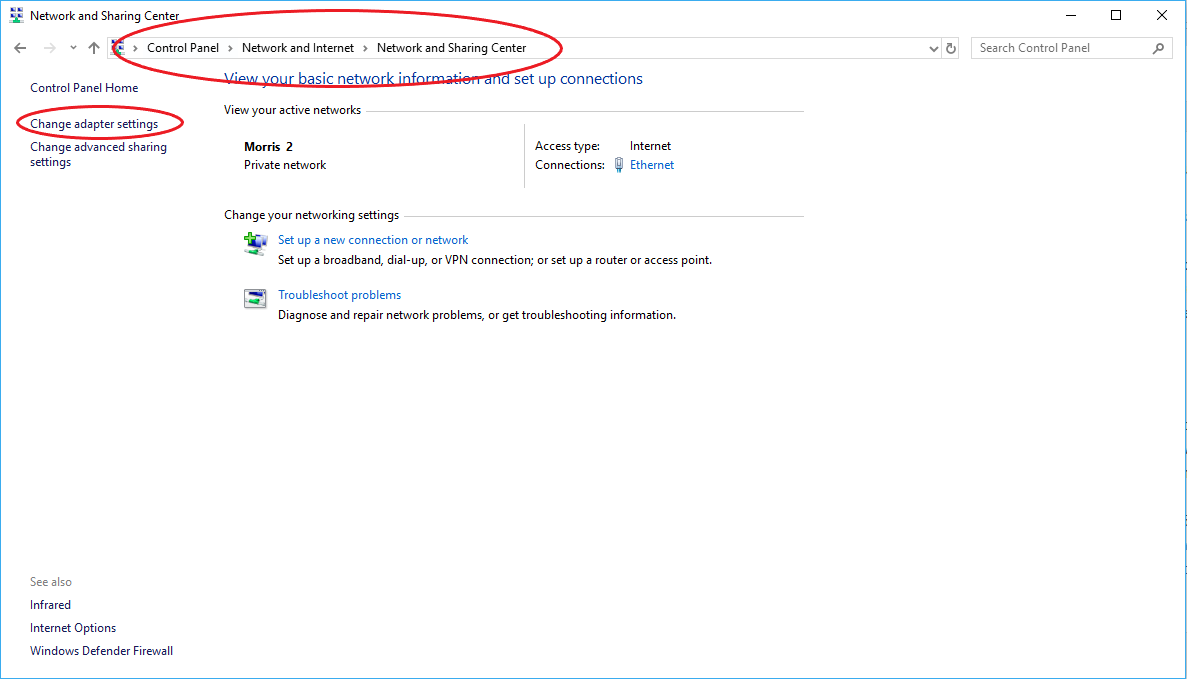 Network and Sharing Center
Control Panel > Network and Internet > Network and Sharing Center
Search Control Panel
Control Panel Home
Change adapter settings
Change advanced sharing
settings
View your basic network information and set up connections
View your active networks
Morris 2
Private network
Access type: Internet
Connections: Ethernet
Change your networking settings
Set up a new connection or network
Set up a broadband, dial-up, or VPN connection; or set up a router or access point.
Troubleshoot problems
Diagnose and repair network problems, or get troubleshooting information.
See also
Infrared
Internet Options
Windows Defender Firewall